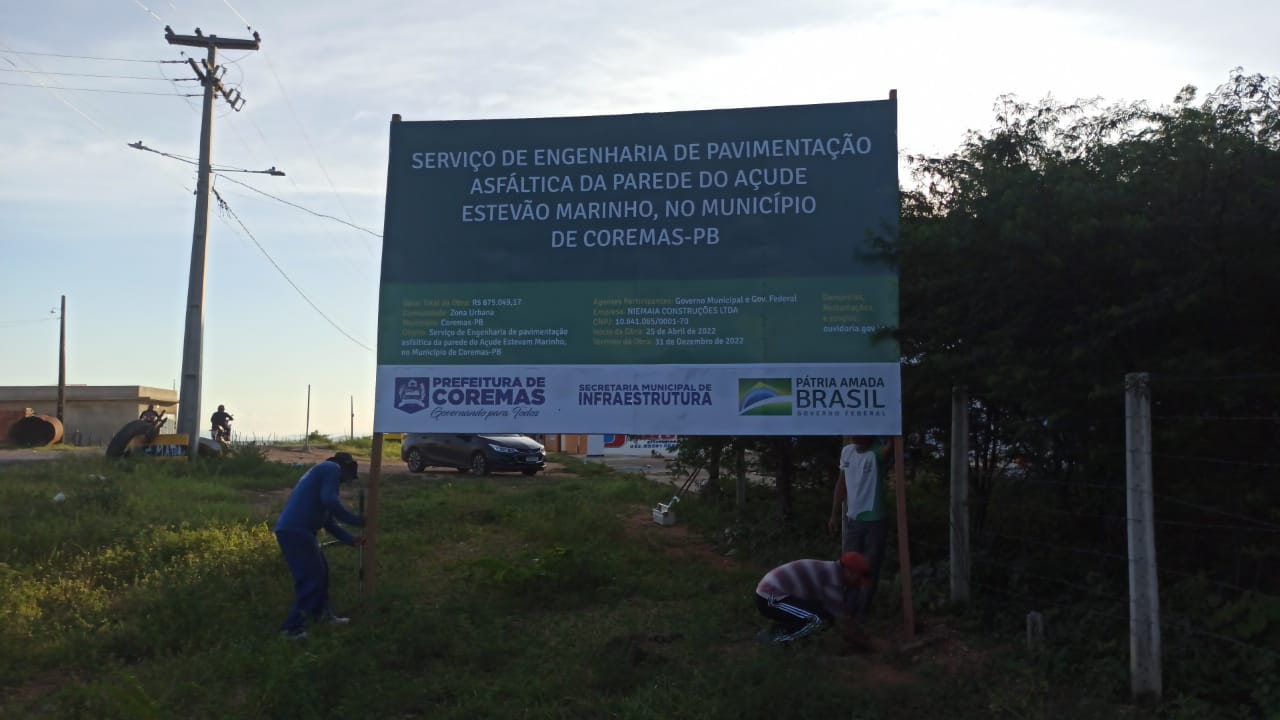 SERVIÇO DE ENGENHARIA DE PAVIMENTAÇÃO
ASFÁLTICA DA PAREDE DO AÇUDE
ESTEVÃO MARINHO, NO MUNICÍPIO
DE COREMAS-PB
Valor Total da Obra: R$ 675.049,17
Comunidade: Zona Urbana
Município: Coremas-PB
Objeto: Serviço de Engenharia de pavimentação
asfáltica da parede do Açude Estevam Marinho,
no Município de Coremas-PB
Agentes Participantes: Governo Municipal e Gov. Federal
Empresa: NIEMAIA CONSTRUÇÕES LTDA
CNPJ: 10.641.065/0001-70
Início da Obra: 25 de Abril de 2022
Término da Obra: 31 de Dezembro de 2022
Denúncias,
Reclamações
e elogios:
ouvidoria.gov
PREFEITURA DE
COREMAS
Governando para Todos
SECRETARIA MUNICIPAL DE
INFRAESTRUTURA
PÁTRIA AMADA
BRASIL
GOVERNO FEDERAL